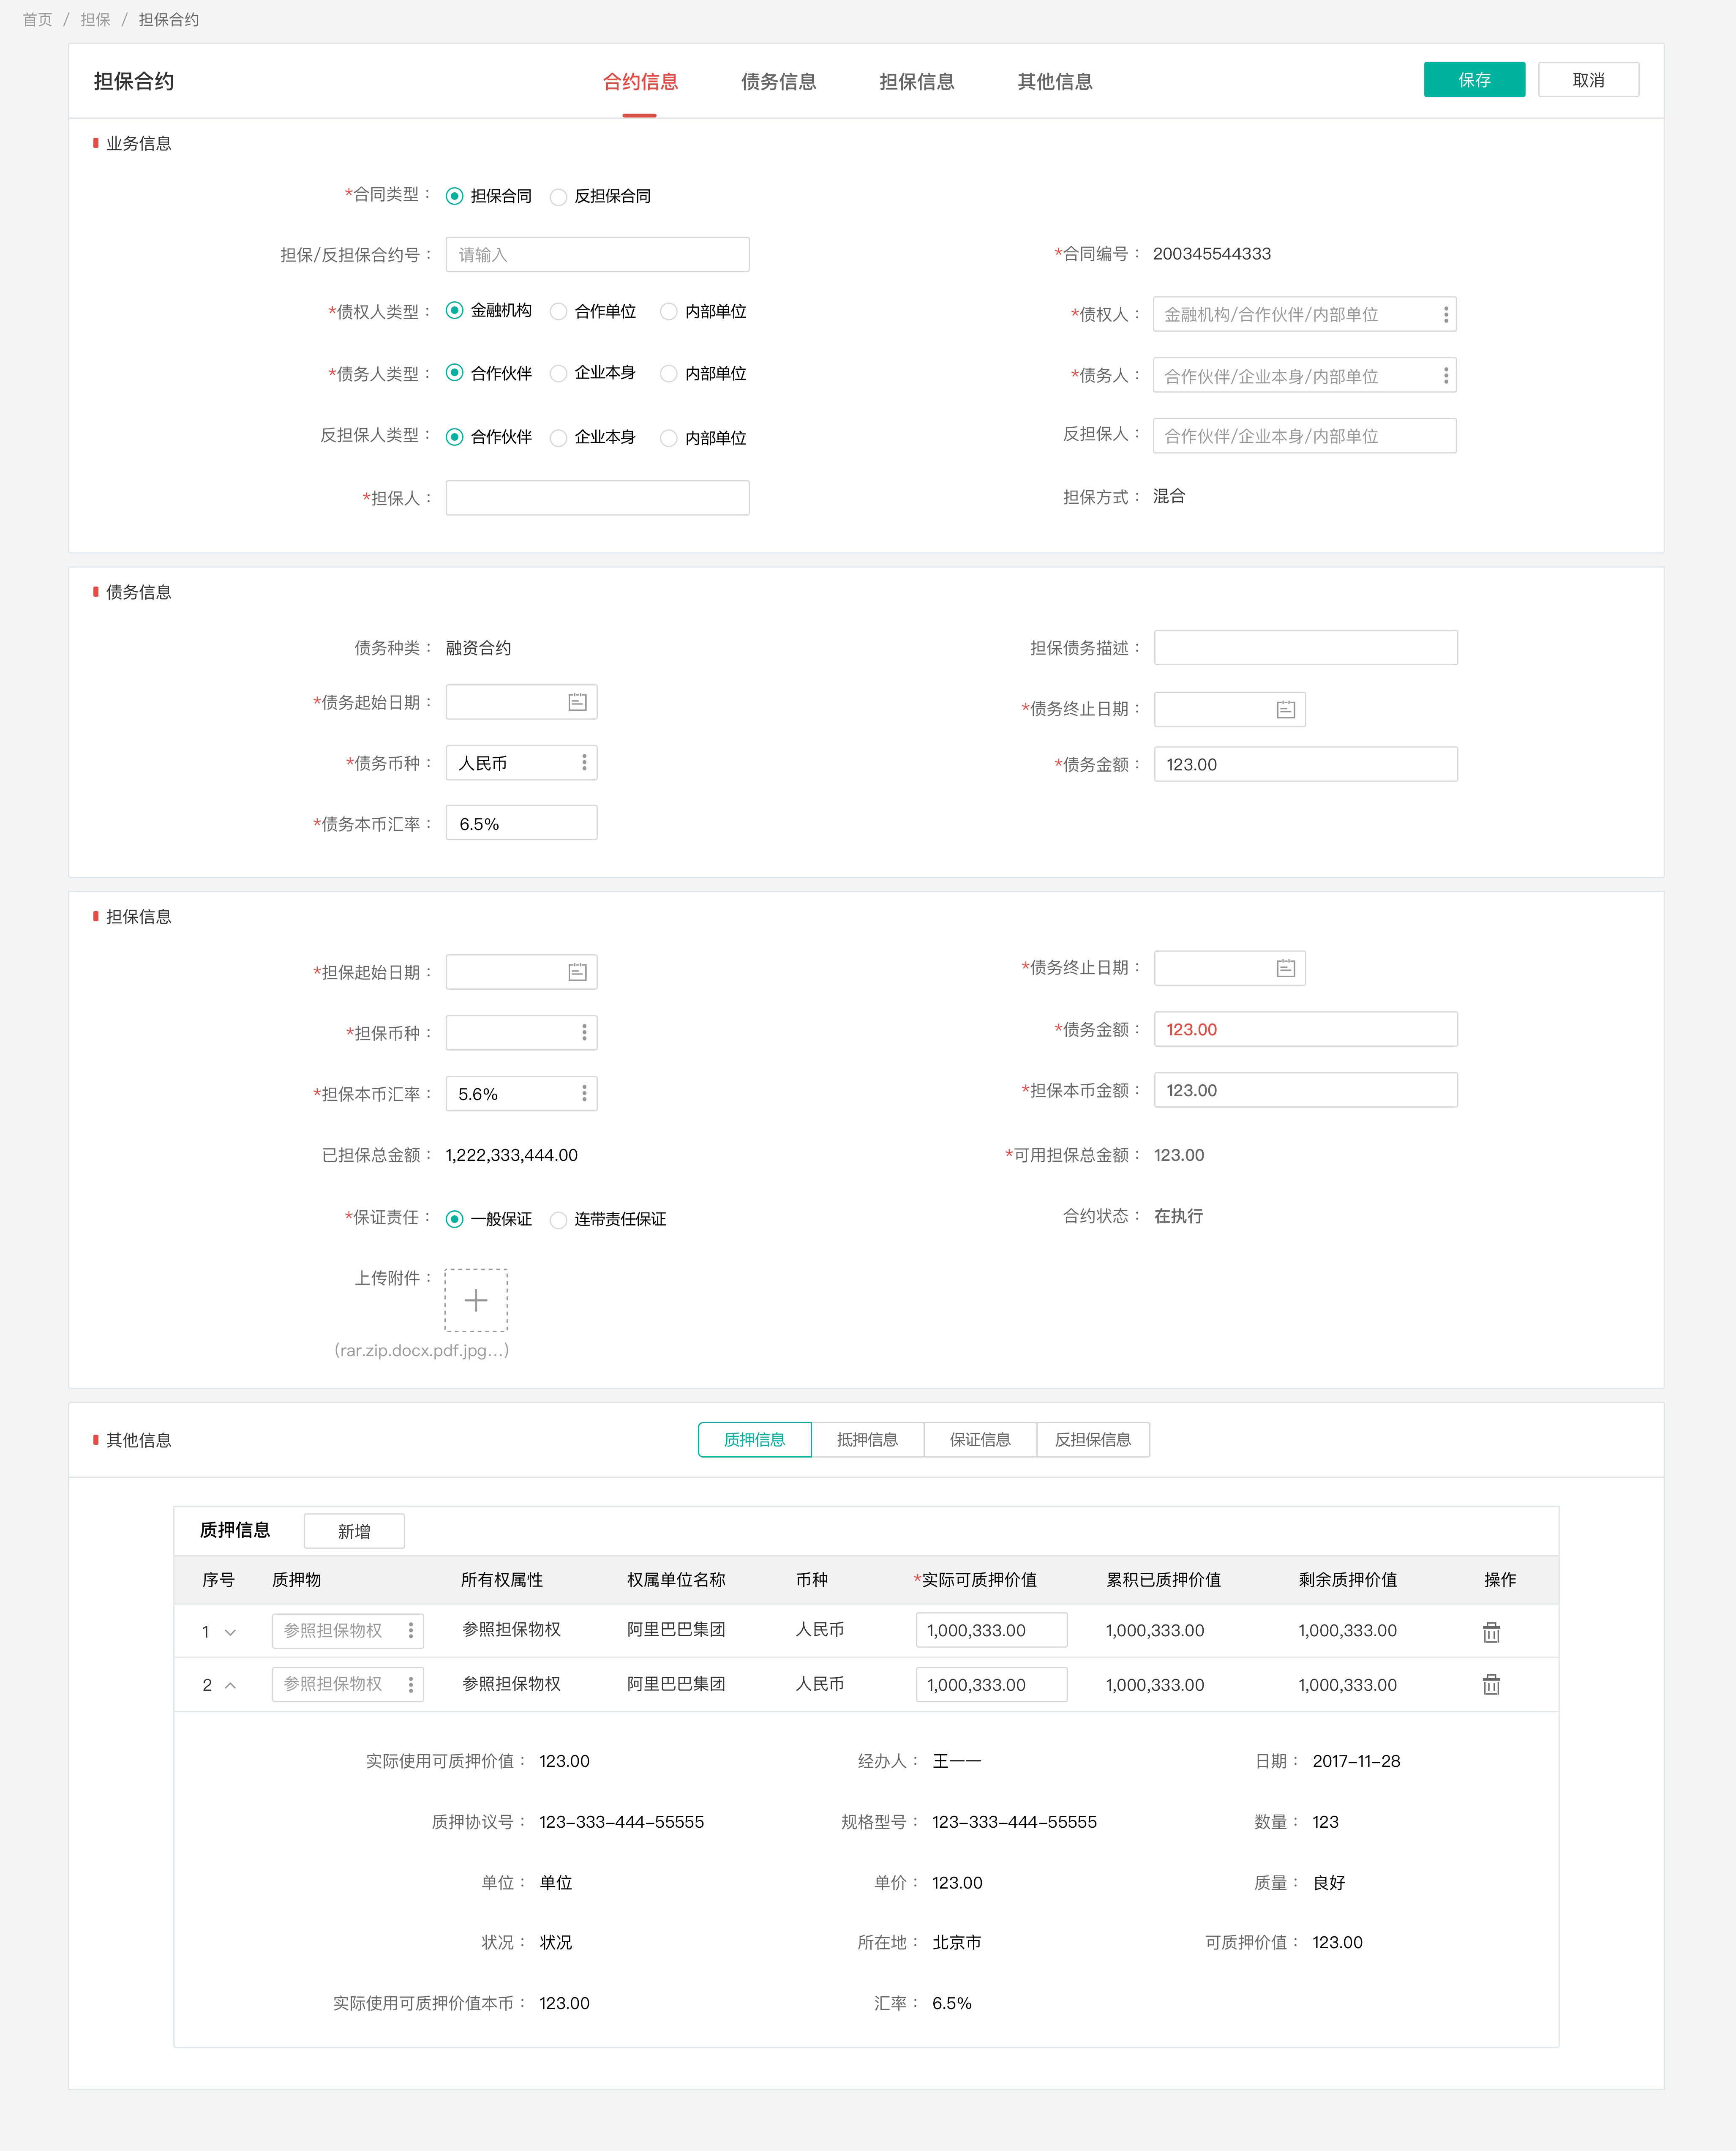 首页 / 担保 / 担保合约
担保合约 合约信息 债务信息 担保信息 其他信息 保存 取消
业务信息
*合同类型： 担保合同 反担保合同
担保/反担保合约号： 请输入 *合同编号： 200345544333
*债权人类型： 金融机构 合作单位 内部单位 *债权人： 金融机构/合作伙伴/内部单位
*债务人类型： 合作伙伴 企业本身 内部单位 *债务人： 合作伙伴/企业本身/内部单位
反担保人类型： 合作伙伴 企业本身 内部单位 反担保人： 合作伙伴/企业本身/内部单位
*担保人： 担保方式： 混合
债务信息
债务种类： 融资合约 担保债务描述：
*债务起始日期： *债务终止日期：
*债务币种： 人民币 *债务金额： 123.00
*债务本币汇率： 6.5%
担保信息
*担保起始日期： *债务终止日期：
*担保币种： *债务金额： 123.00
*担保本币汇率： 5.6% *担保本币金额： 123.00
已担保总金额： 1,222,333,444.00 *可用担保总金额： 123.00
*保证责任： 一般保证 连带责任保证 合约状态： 在执行
上传附件：
(rar.zip.docx.pdf.jpg...)
其他信息 质押信息 抵押信息 保证信息 反担保信息
质押信息 新增
序号 质押物 所有权属性 权属单位名称 币种 *实际可质押价值 累积已质押价值 剩余质押价值 操作
1 参照担保物权 参照担保物权 阿里巴巴集团 人民币 1,000,333.00 1,000,333.00 1,000,333.00
2 参照担保物权 参照担保物权 阿里巴巴集团 人民币 1,000,333.00 1,000,333.00 1,000,333.00
实际使用可质押价值： 123.00 经办人： 王一一 日期： 2017-11-28
质押协议号： 123-333-444-55555 规格型号： 123-333-444-55555 数量： 123
单位： 单位 单价： 123.00 质量： 良好
状况： 状况 所在地： 北京市 可质押价值： 123.00
实际使用可质押价值本币： 123.00 汇率： 6.5%